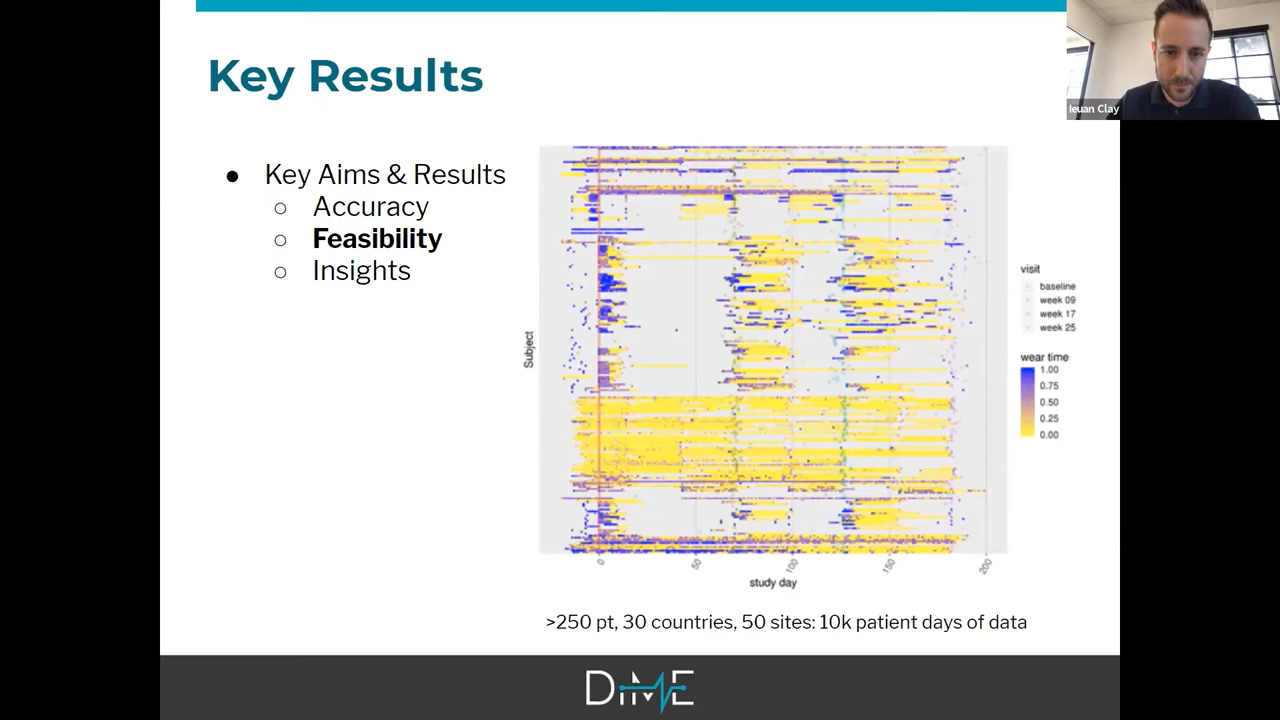 Key Results
Ieuan Clay
● Key Aims & Results
○ Accuracy
○ Feasibility
○ Insights
Subject
0
50
100
150
200
study day
visit
baseline
week 09
week 17
week 25
wear time
1.00
0.75
0.50
0.25
0.00
>250 pt, 30 countries, 50 sites: 10k patient days of data
DiME